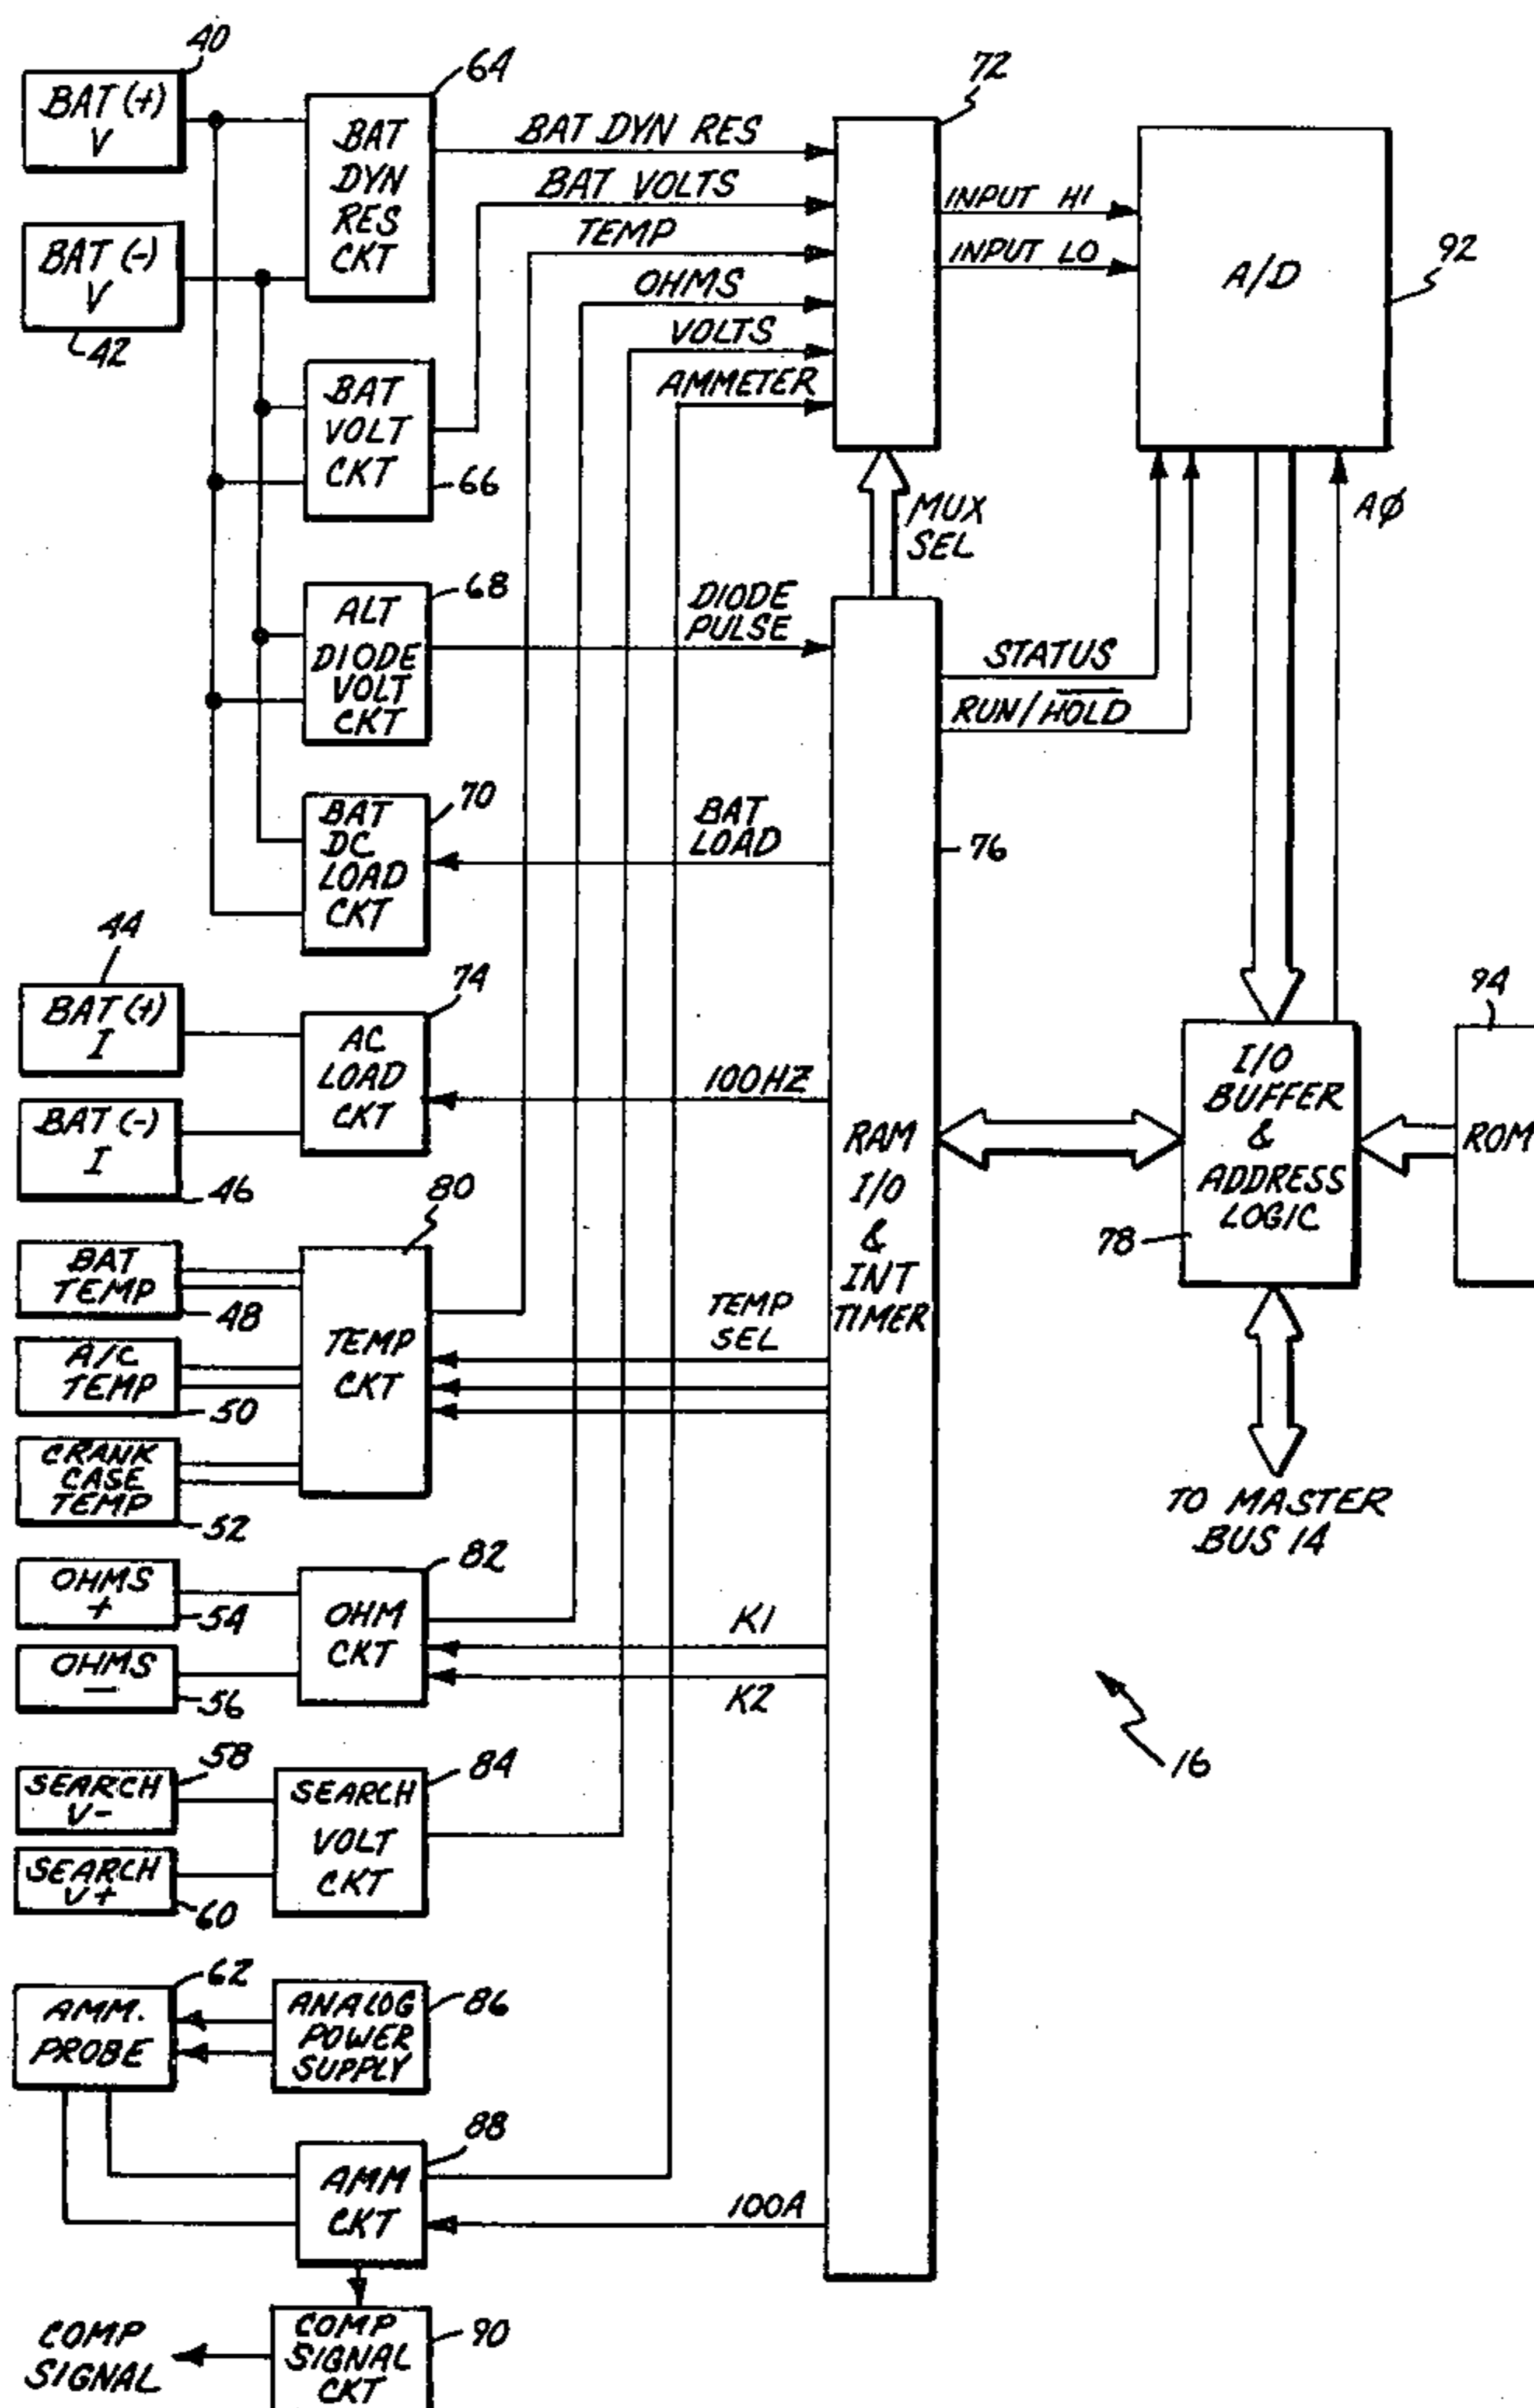 40
BAT (+)
V
BAT (-)
V
42
64
BAT
DYN
RES
CKT
BAT DYN RES
BAT VOLTS
TEMP
OHMS
VOLTS
AMMETER
72
INPUT HI
INPUT LO
A/D
92
BAT
VOLT
CKT
66
MUX
SEL
AØ
ALT
DIODE
VOLT
CKT
68
DIODE
PULSE
STATUS
RUN/HOLD
BAT
DC
LOAD
CKT
70
BAT
LOAD
76
44
BAT (+)
I
BAT (-)
I
46
74
AC
LOAD
CKT
100HZ
RAM
I/O
&
INT
TIMER
I/O
BUFFER
&
ADDRESS
LOGIC
78
94
ROM
BAT
TEMP
48
A/C
TEMP
50
CRANK
CASE
TEMP
52
80
TEMP
CKT
TEMP
SEL
TO MASTER
BUS 14
OHMS
+
54
OHMS
-
56
82
OHM
CKT
K1
K2
16
58
SEARCH
V-
SEARCH
V+
60
84
SEARCH
VOLT
CKT
62
AMM.
PROBE
ANALOG
POWER
SUPPLY
86
88
AMM
CKT
100A
COMP
SIGNAL
COMP
SIGNAL
CKT
90